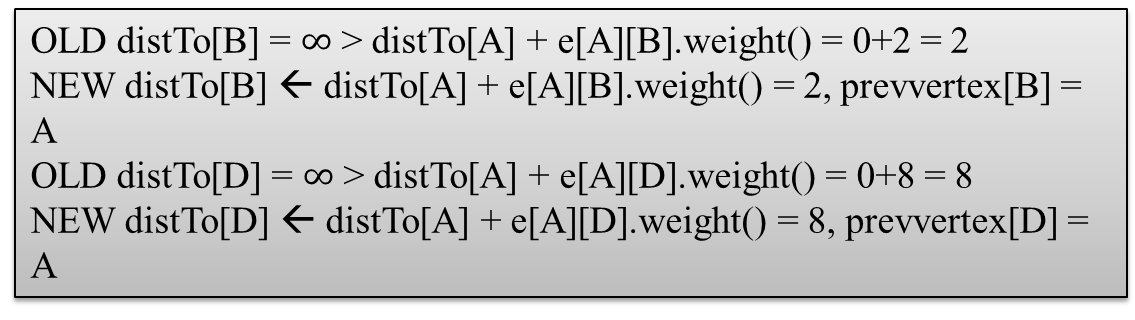 OLD distTo[B] = ∞ > distTo[A] + e[A][B].weight() = 0+2 = 2
NEW distTo[B] 🡨 distTo[A] + e[A][B].weight() = 2, prevvertex[B] =
A
OLD distTo[D] = ∞ > distTo[A] + e[A][D].weight() = 0+8 = 8
NEW distTo[D] 🡨 distTo[A] + e[A][D].weight() = 8, prevvertex[D] =
A